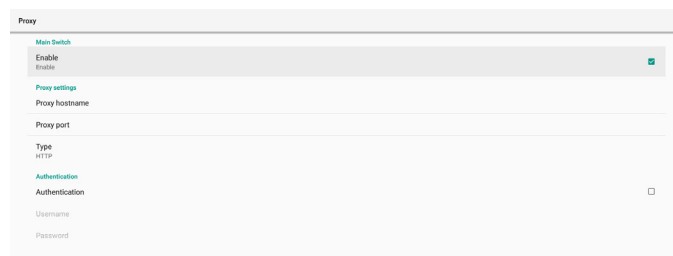 Proxy
Main Switch
Enable
Enable
Proxy settings
Proxy hostname
Proxy port
Type
HTTP
Authentication
Authentication
Username
Password